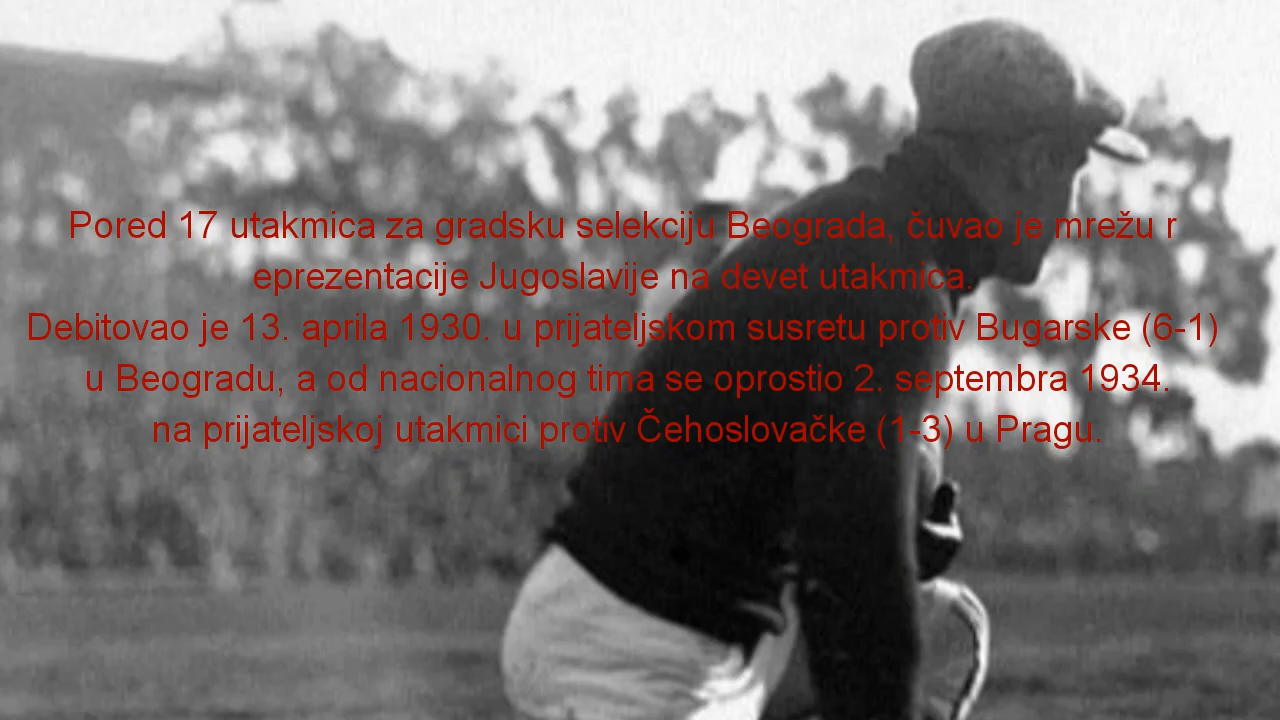 Pored 17 utakmica za gradsku selekciju Beograda, čuvao je mrežu r
eprezentacije Jugoslavije na devet utakmica.
Debitovao je 13. aprila 1930. u prijateljskom susretu protiv Bugarske (6-1)
u Beogradu, a od nacionalnog tima se oprostio 2. septembra 1934.
na prijateljskoj utakmici protiv Čehoslovačke (1-3) u Pragu.